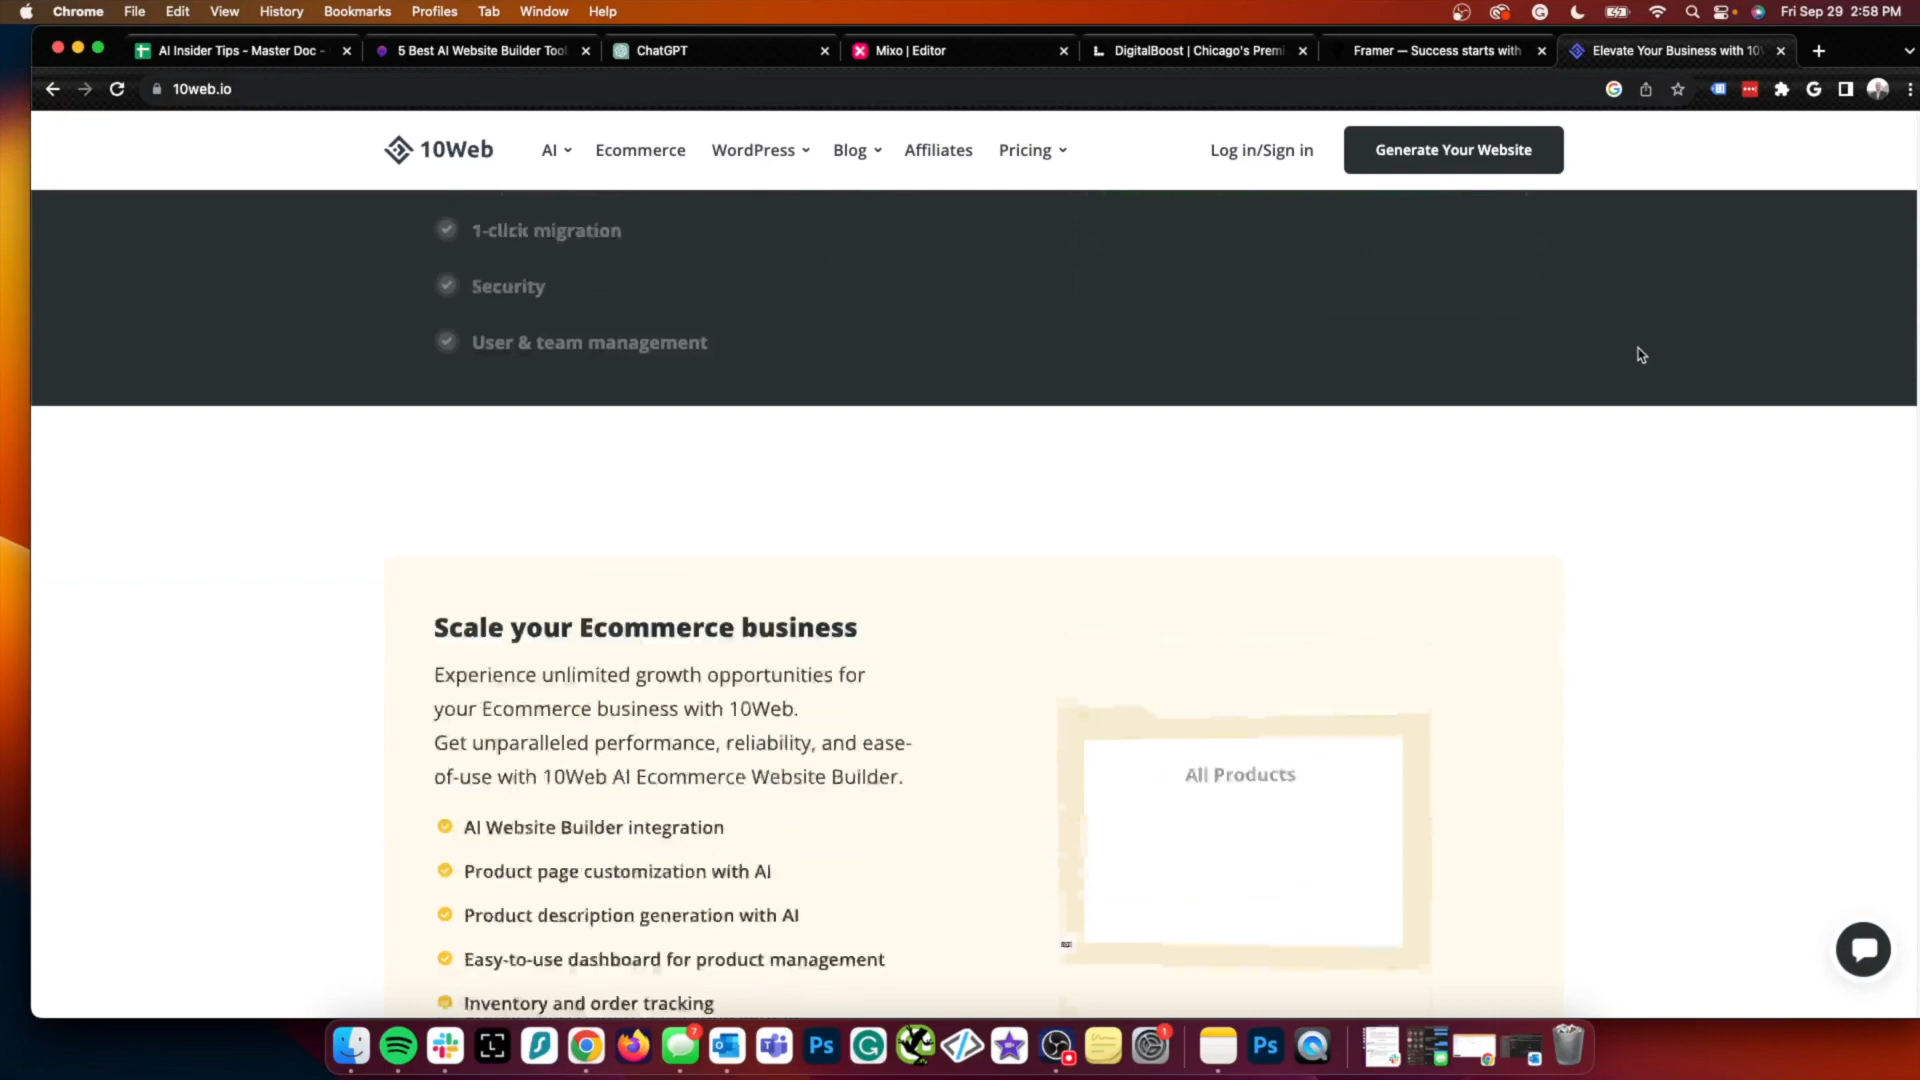 Chrome File Edit View History Bookmarks Profiles Tab Window Help Fri Sep 29 2:58 PM
AI Insider Tips - Master Doc - 5 Best AI Website Builder Tool ChatGPT Mixo | Editor DigitalBoost | Chicago's Premi Framer — Success starts with Elevate Your Business with 10
10web.io
10Web AI Ecommerce WordPress Blog Affiliates Pricing Log in/Sign in Generate Your Website
1-click migration
Security
User & team management
Scale your Ecommerce business
Experience unlimited growth opportunities for
your Ecommerce business with 10Web.
Get unparalleled performance, reliability, and ease-
of-use with 10Web AI Ecommerce Website Builder.
All Products
AI Website Builder integration
Product page customization with AI
Product description generation with AI
Easy-to-use dashboard for product management
Inventory and order tracking
7
1
Ps
Ps